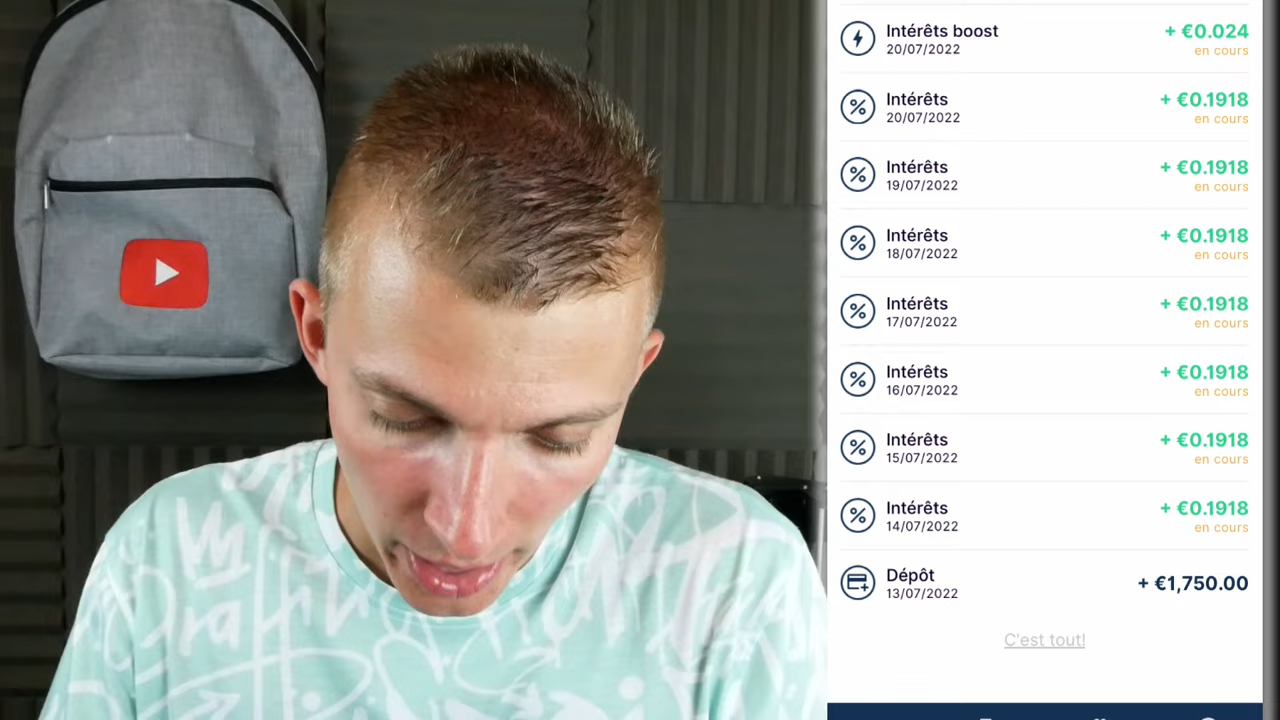 Intérêts boost
+ €0.024
20/07/2022
en cours
Intérêts
+ €0.1918
20/07/2022
en cours
Intérêts
+ €0.1918
19/07/2022
en cours
Intérêts
+ €0.1918
18/07/2022
en cours
Intérêts
+ €0.1918
17/07/2022
en cours
Intérêts
+ €0.1918
16/07/2022
en cours
Intérêts
+ €0.1918
15/07/2022
en cours
Intérêts
+ €0.1918
14/07/2022
en cours
Dépôt
+ €1,750.00
13/07/2022
C'est tout!